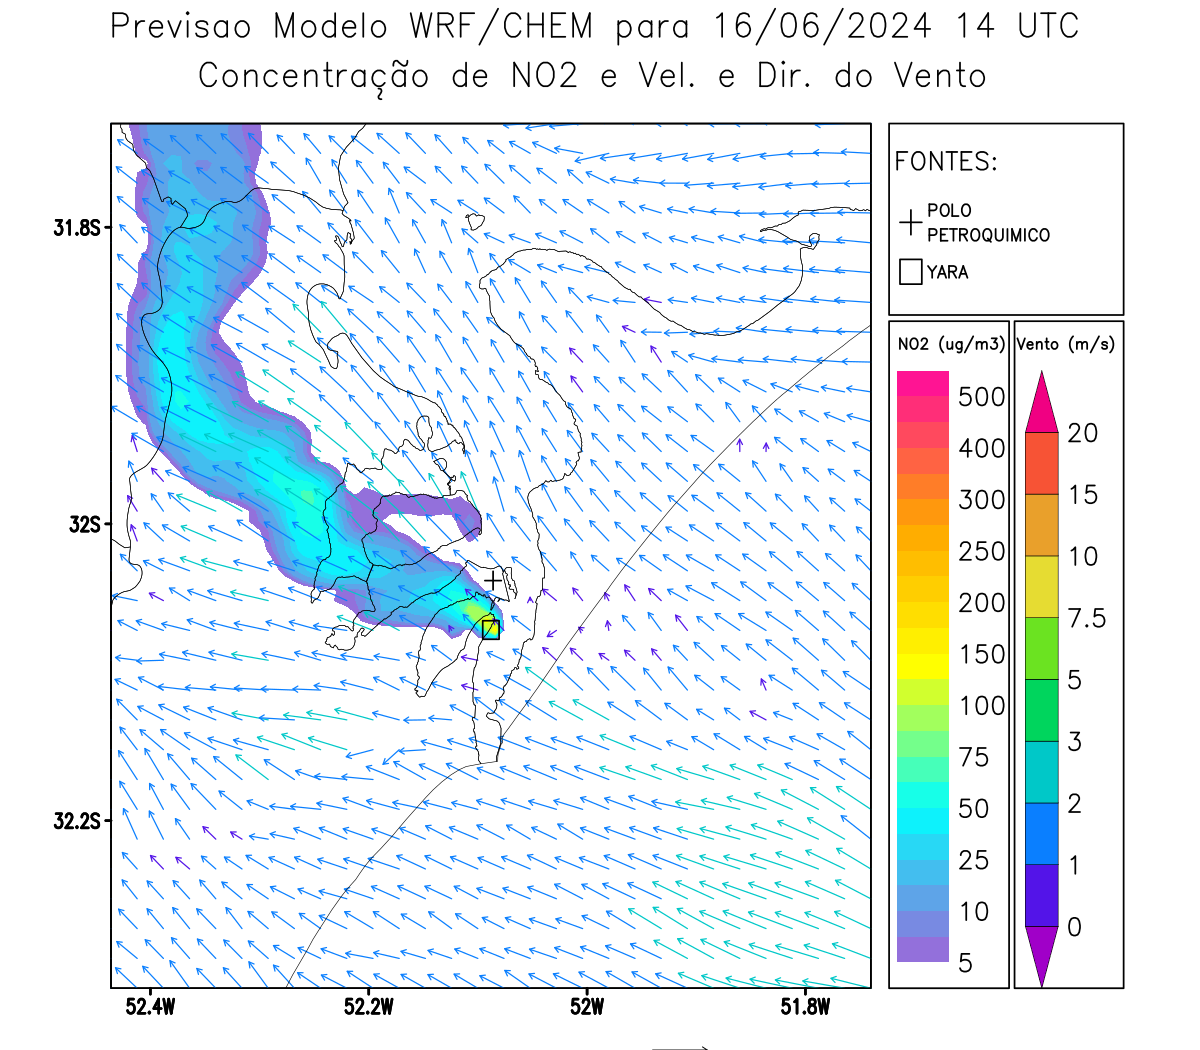 Previsao Modelo WRF/CHEM para 16/06/2024 14 UTC
Concentração de NO2 e Vel. e Dir. do Vento
FONTES:
POLO
PETROQUIMICO
YARA
NO2 (ug/m3)
500
400
300
250
200
150
100
75
50
25
10
5
Vento (m/s)
20
15
10
7.5
5
3
2
1
0
31.8S
32S
32.2S
52.4W
52.2W
52W
51.8W